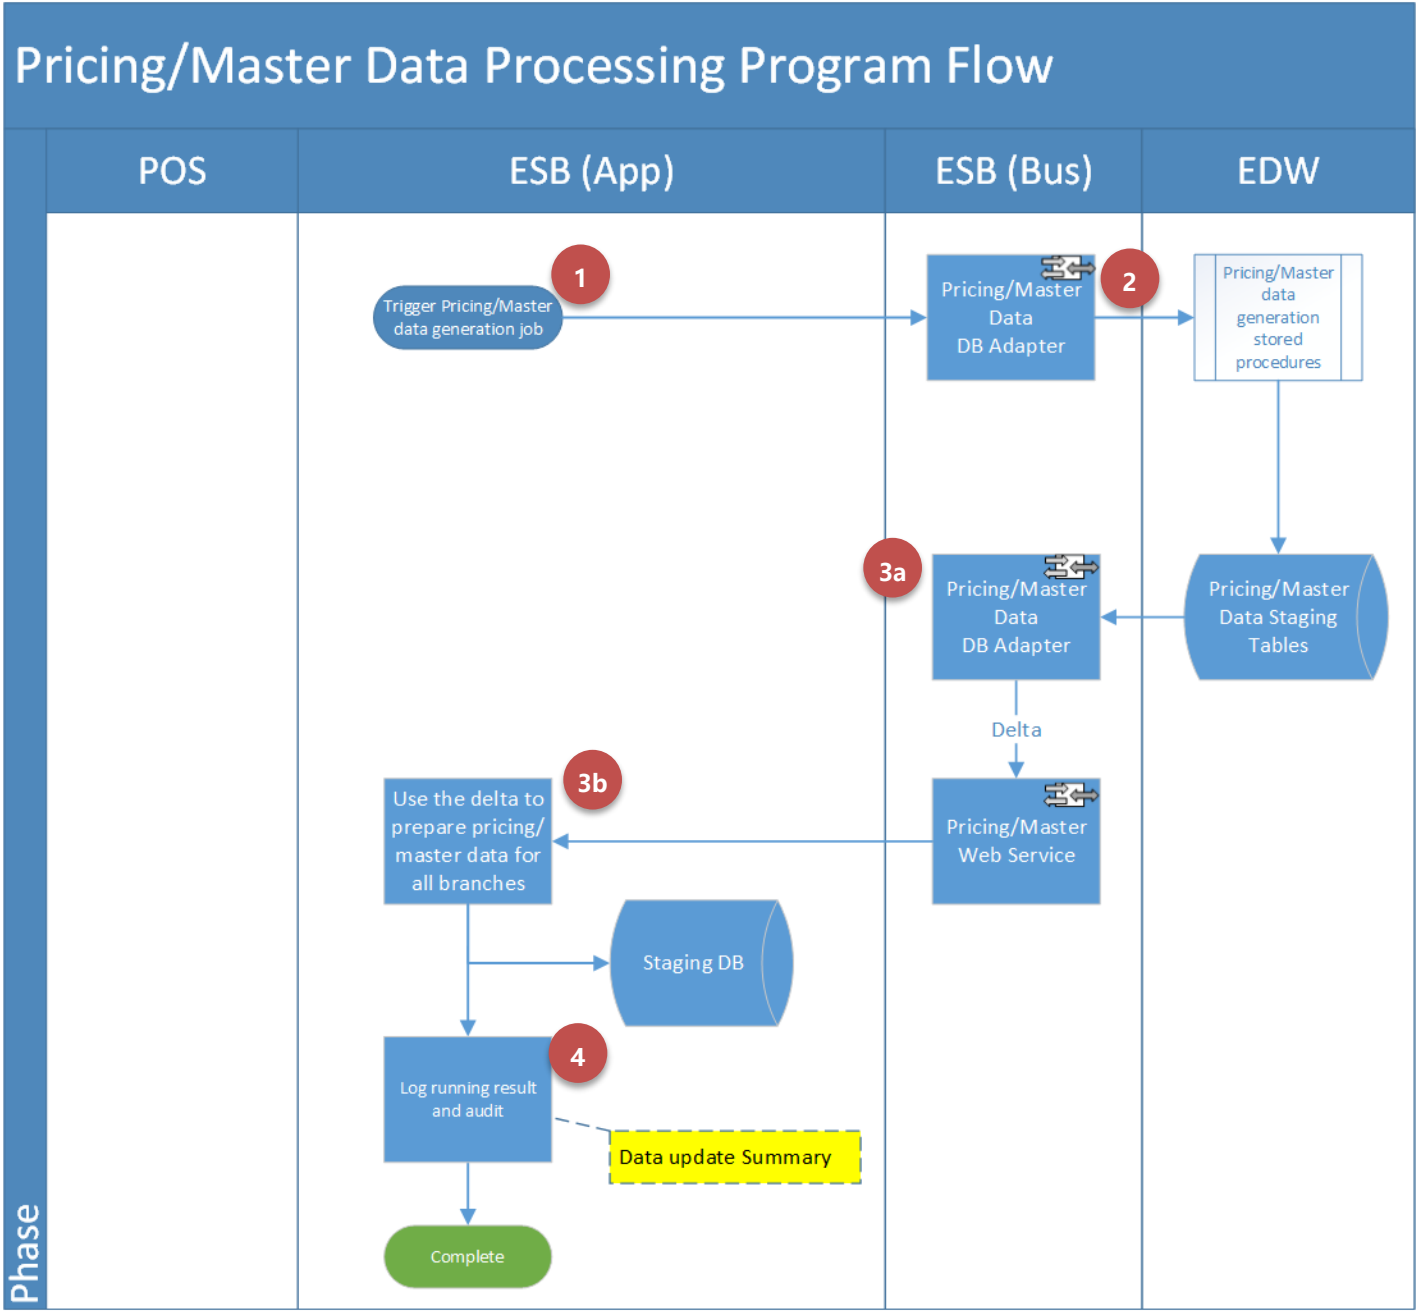 Pricing/Master Data Processing Program Flow
POS
ESB (App)
ESB (Bus)
EDW
1
Trigger Pricing/Master
data generation job
Pricing/Master
Data
DB Adapter
2
Pricing/Master
data
generation
stored
procedures
3a
Pricing/Master
Data
DB Adapter
Pricing/Master
Data Staging
Tables
Delta
3b
Use the delta to
prepare pricing/
master data for
all branches
Pricing/Master
Web Service
Staging DB
4
Log running result
and audit
Data update Summary
Complete
Phase